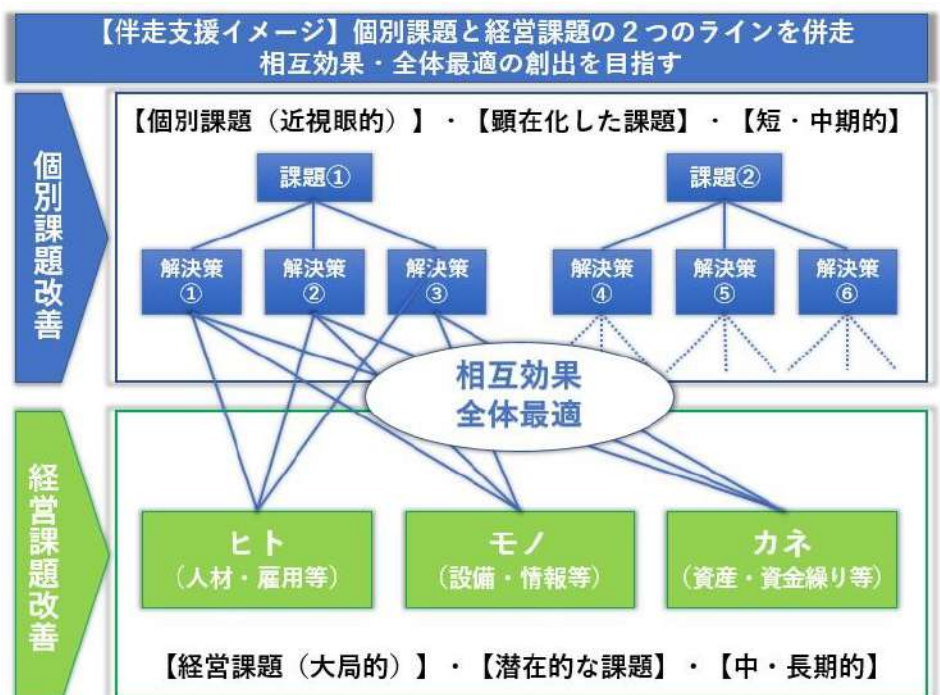 【伴走支援イメージ】個別課題と経営課題の２つのラインを併走
相互効果・全体最適の創出を目指す
個別課題改善
【個別課題（近視眼的）】・【顕在化した課題】・【短・中期的】
課題①
課題②
解決策
①
解決策
②
解決策
③
解決策
④
解決策
⑤
解決策
⑥
相互効果
全体最適
経営課題改善
ヒト
（人材・雇用等）
モノ
（設備・情報等）
カネ
（資産・資金繰り等）
【経営課題（大局的）】・【潜在的な課題】・【中・長期的】